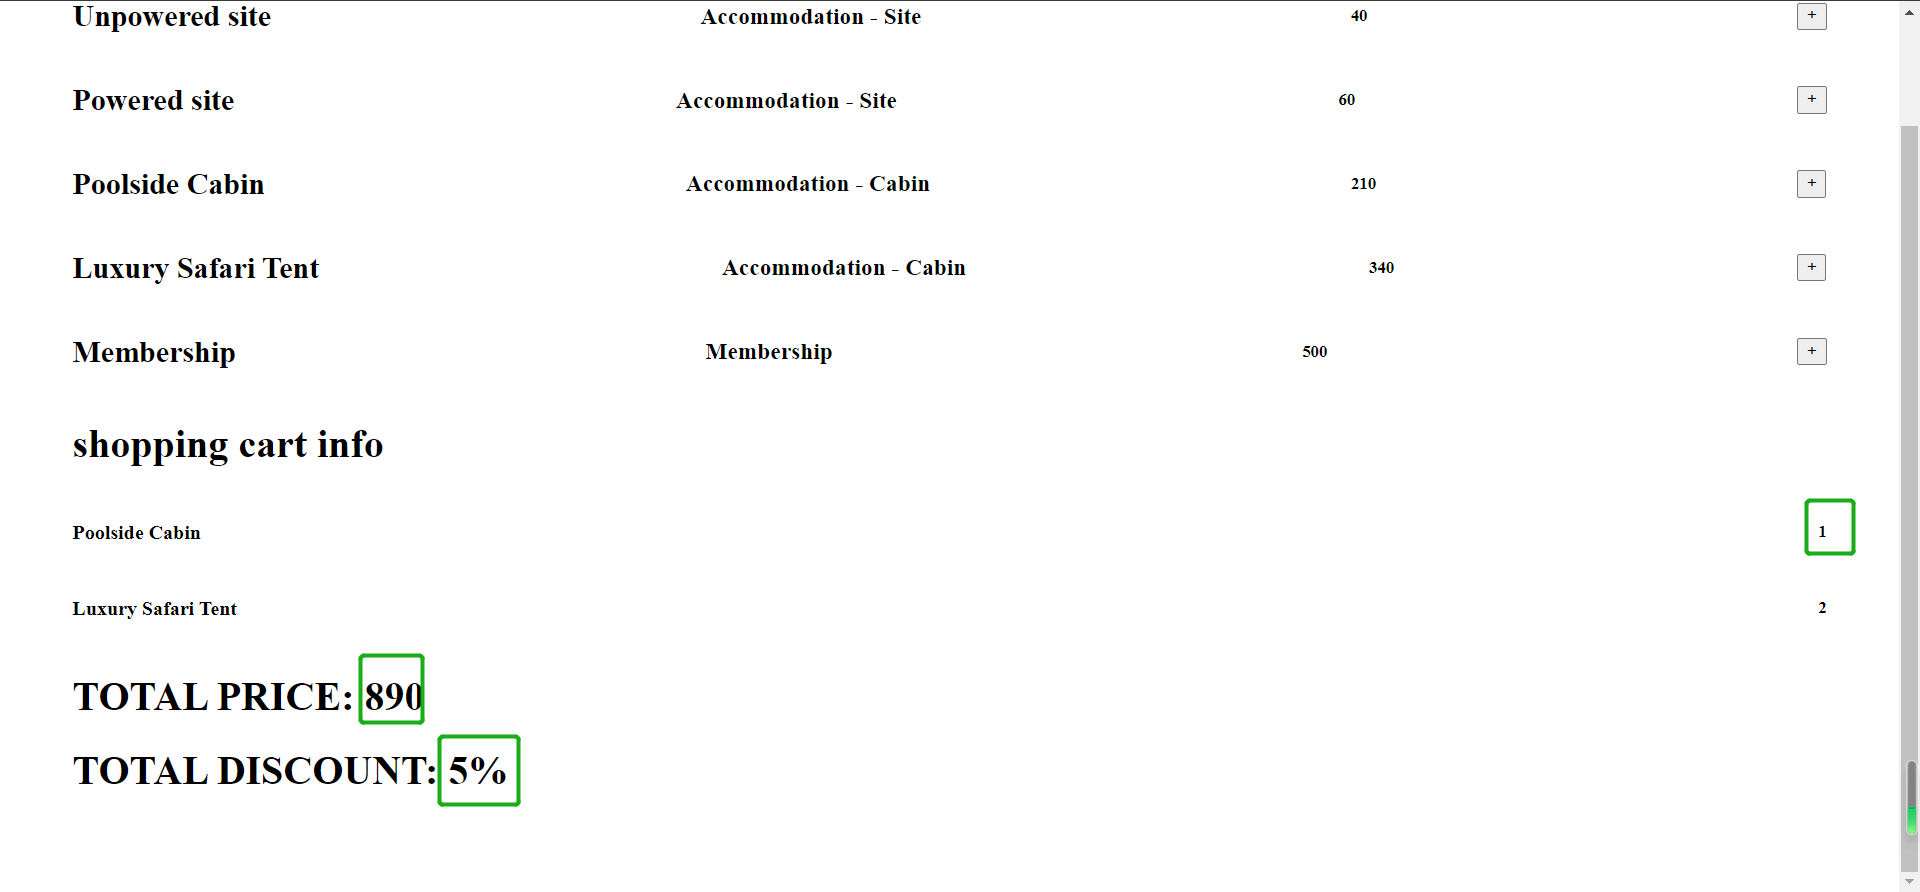 Unpowered site Accommodation - Site 40 +
Powered site Accommodation - Site 60 +
Poolside Cabin Accommodation - Cabin 210 +
Luxury Safari Tent Accommodation - Cabin 340 +
Membership Membership 500 +
shopping cart info
Poolside Cabin 1
Luxury Safari Tent 2
TOTAL PRICE: 890
TOTAL DISCOUNT: 5%